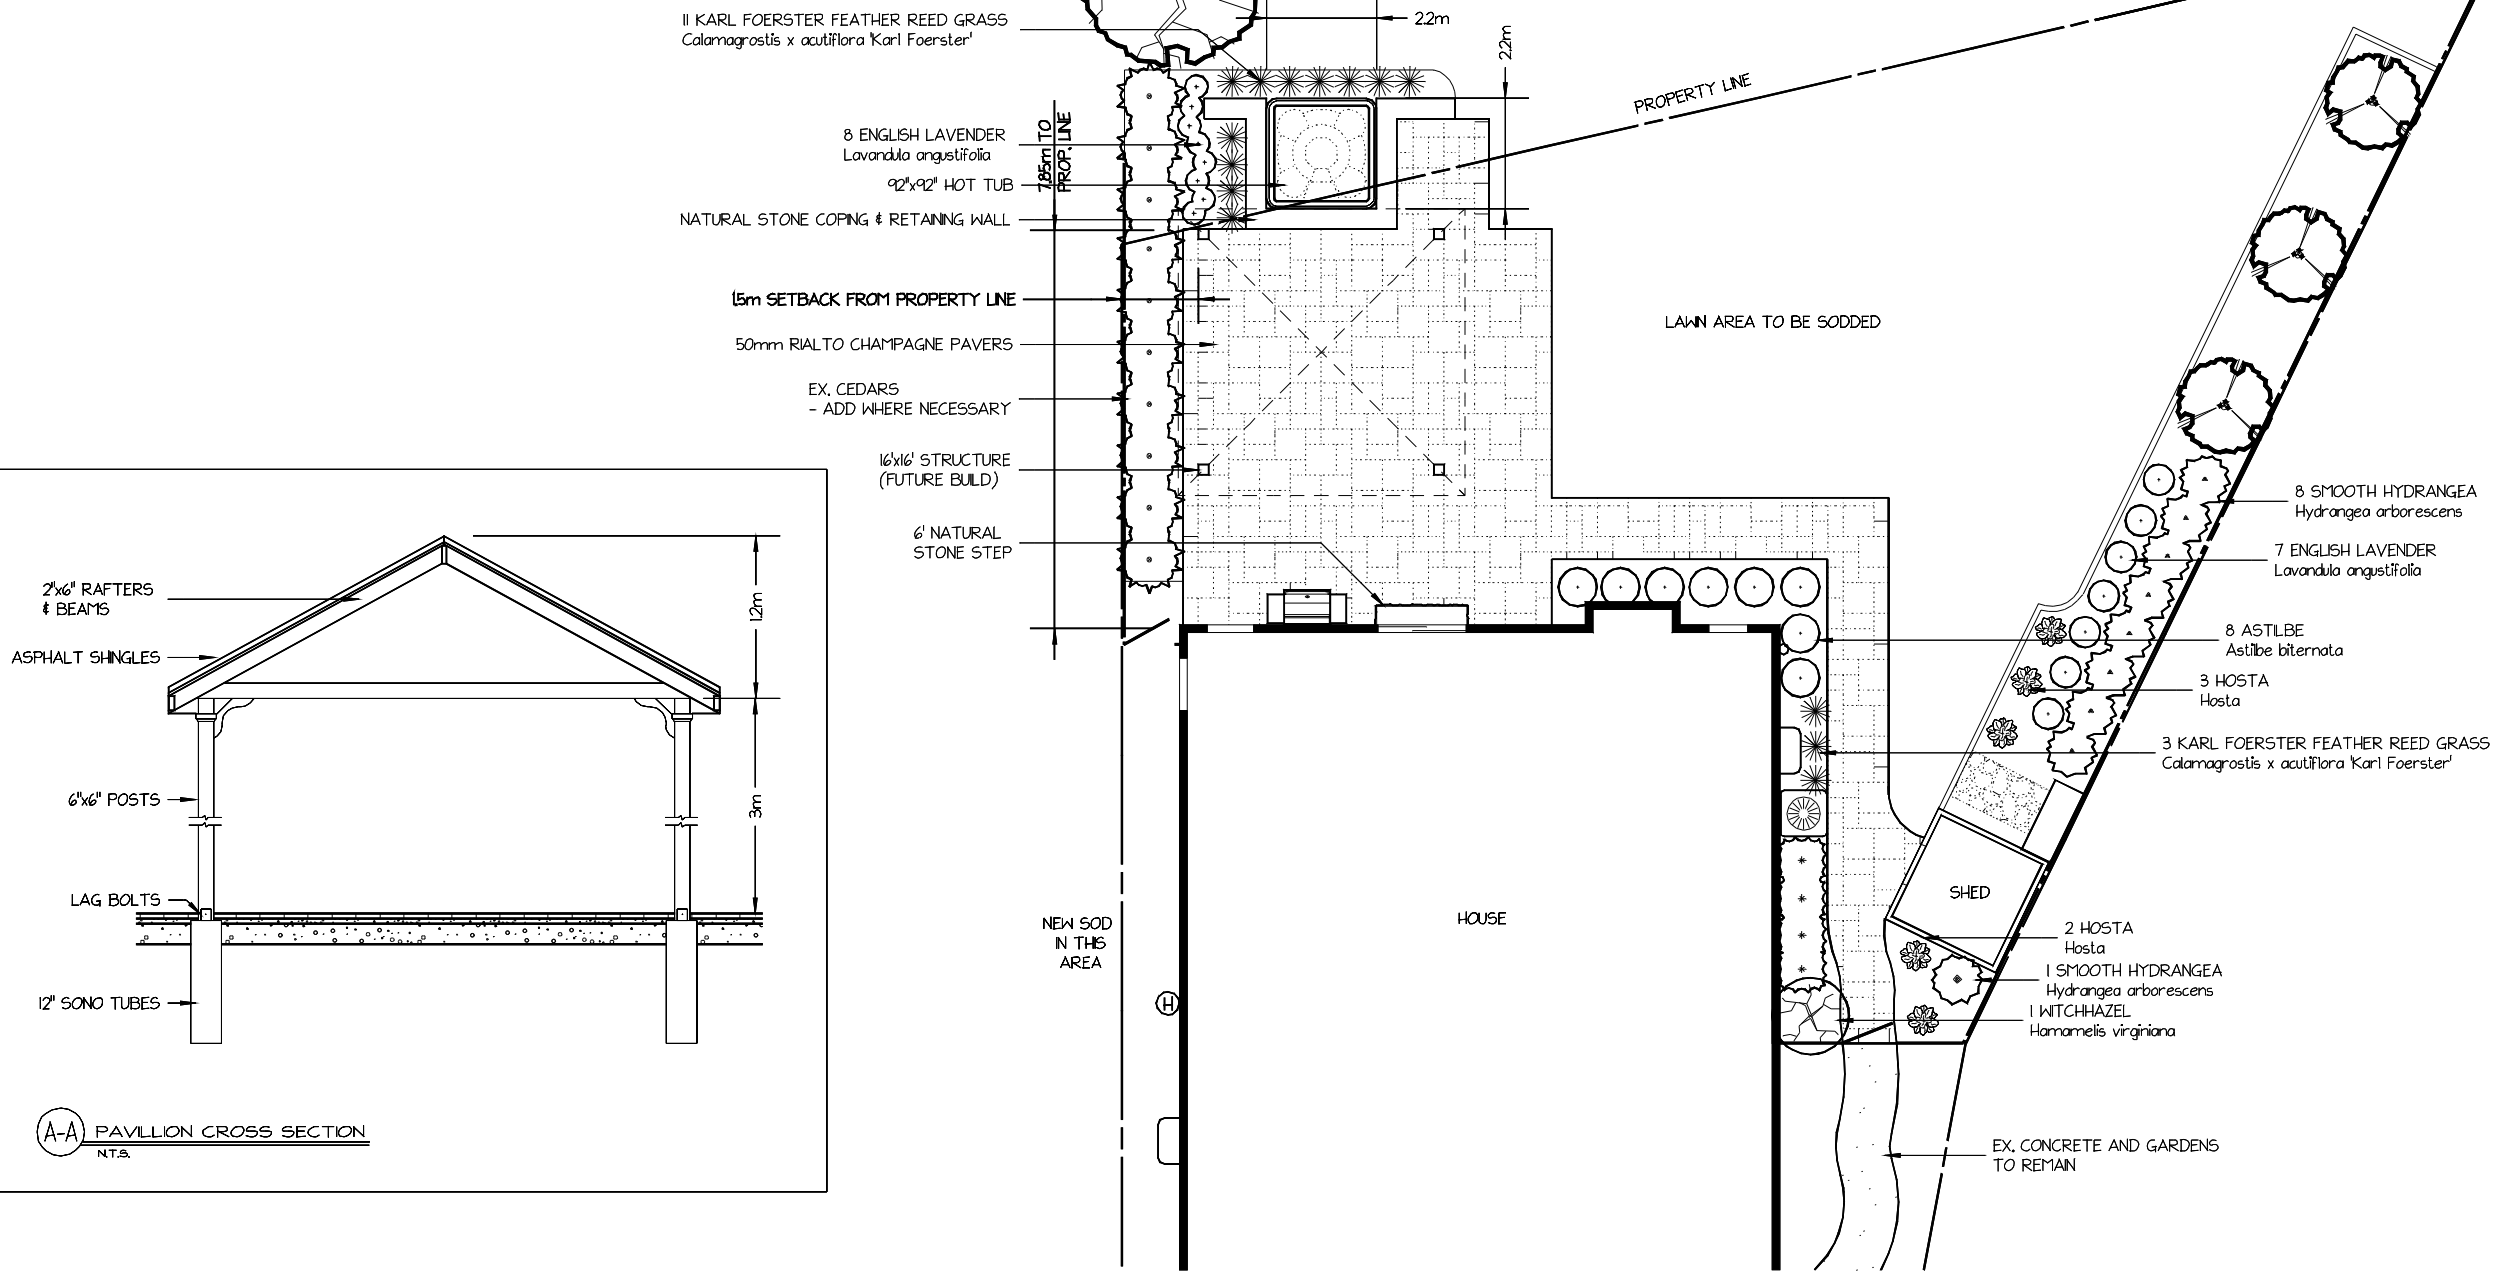 11 KARL FOERSTER FEATHER REED GRASS
Calamagrostis x acutiflora 'Karl Foerster'
2.2m
2.2m
PROPERTY LINE
8 ENGLISH LAVENDER
Lavandula angustifolia
7.85m TO
PROP. LINE
92"x92" HOT TUB
NATURAL STONE COPING & RETAINING WALL
1.5m SETBACK FROM PROPERTY LINE
50mm RIALTO CHAMPAGNE PAVERS
LAWN AREA TO BE SODDED
EX. CEDARS
- ADD WHERE NECESSARY
16'x16' STRUCTURE
(FUTURE BUILD)
6' NATURAL
STONE STEP
8 SMOOTH HYDRANGEA
Hydrangea arborescens
7 ENGLISH LAVENDER
Lavandula angustifolia
8 ASTILBE
Astilbe biternata
3 HOSTA
Hosta
3 KARL FOERSTER FEATHER REED GRASS
Calamagrostis x acutiflora 'Karl Foerster'
SHED
HOUSE
NEW SOD
IN THIS
AREA
H
2 HOSTA
Hosta
1 SMOOTH HYDRANGEA
Hydrangea arborescens
1 WITCHHAZEL
Hamamelis virginiana
EX. CONCRETE AND GARDENS
TO REMAIN
2"x6" RAFTERS
& BEAMS
1.2m
ASPHALT SHINGLES
6"x6" POSTS
3m
LAG BOLTS
12" SONO TUBES
A-A
PAVILLION CROSS SECTION
N.T.S.